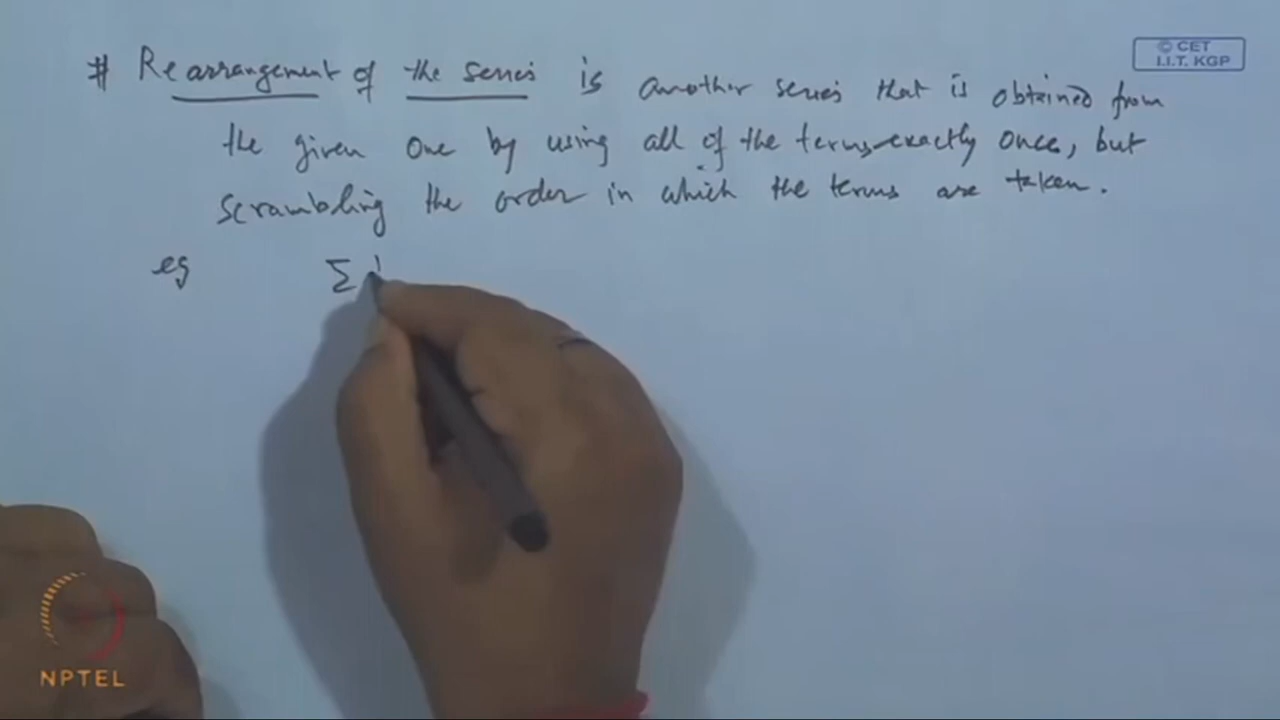 © CET
I.I.T. KGP
# Rearrangement of the series is another series that is obtained from
the given one by using all of the terms exactly once, but
scrambling the order in which the terms are taken.
eg Σ 1
NPTEL